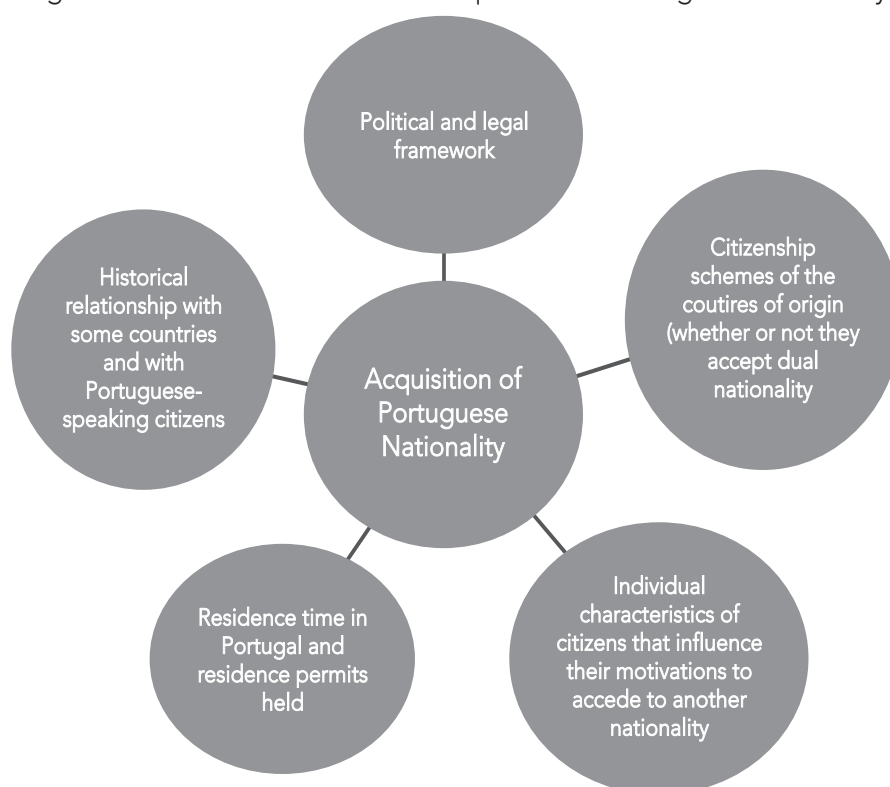 Political and legal
framework
Citizenship
schemes of the
coutires of origin
(whether or not they
accept dual
nationality
Historical
relationship with
some countries
and with
Portuguese-
speaking citizens
Acquisition of
Portuguese
Nationality
Individual
characteristics of
citizens that influence
their motivations to
accede to another
nationality
Residence time in
Portugal and
residence permits
held